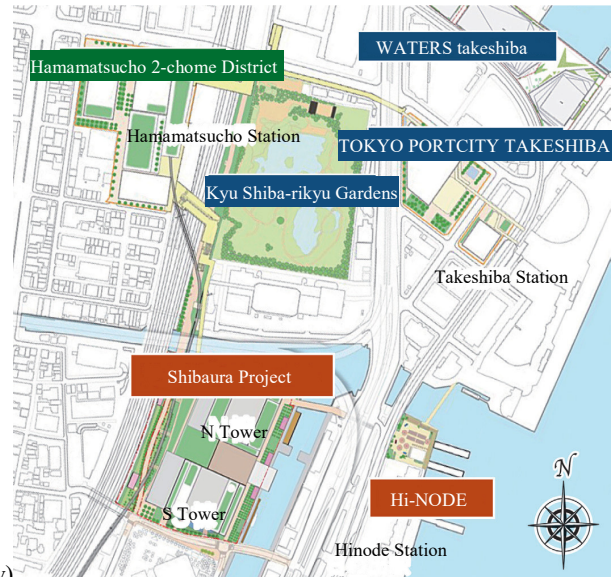 WATERS takeshiba
Hamamatsucho 2-chome District
Hamamatsucho Station
TOKYO PORTCITY TAKESHIBA
Kyu Shiba-rikyu Gardens
Takeshiba Station
Shibaura Project
N Tower
Hi-NODE
S Tower
N
Hinode Station